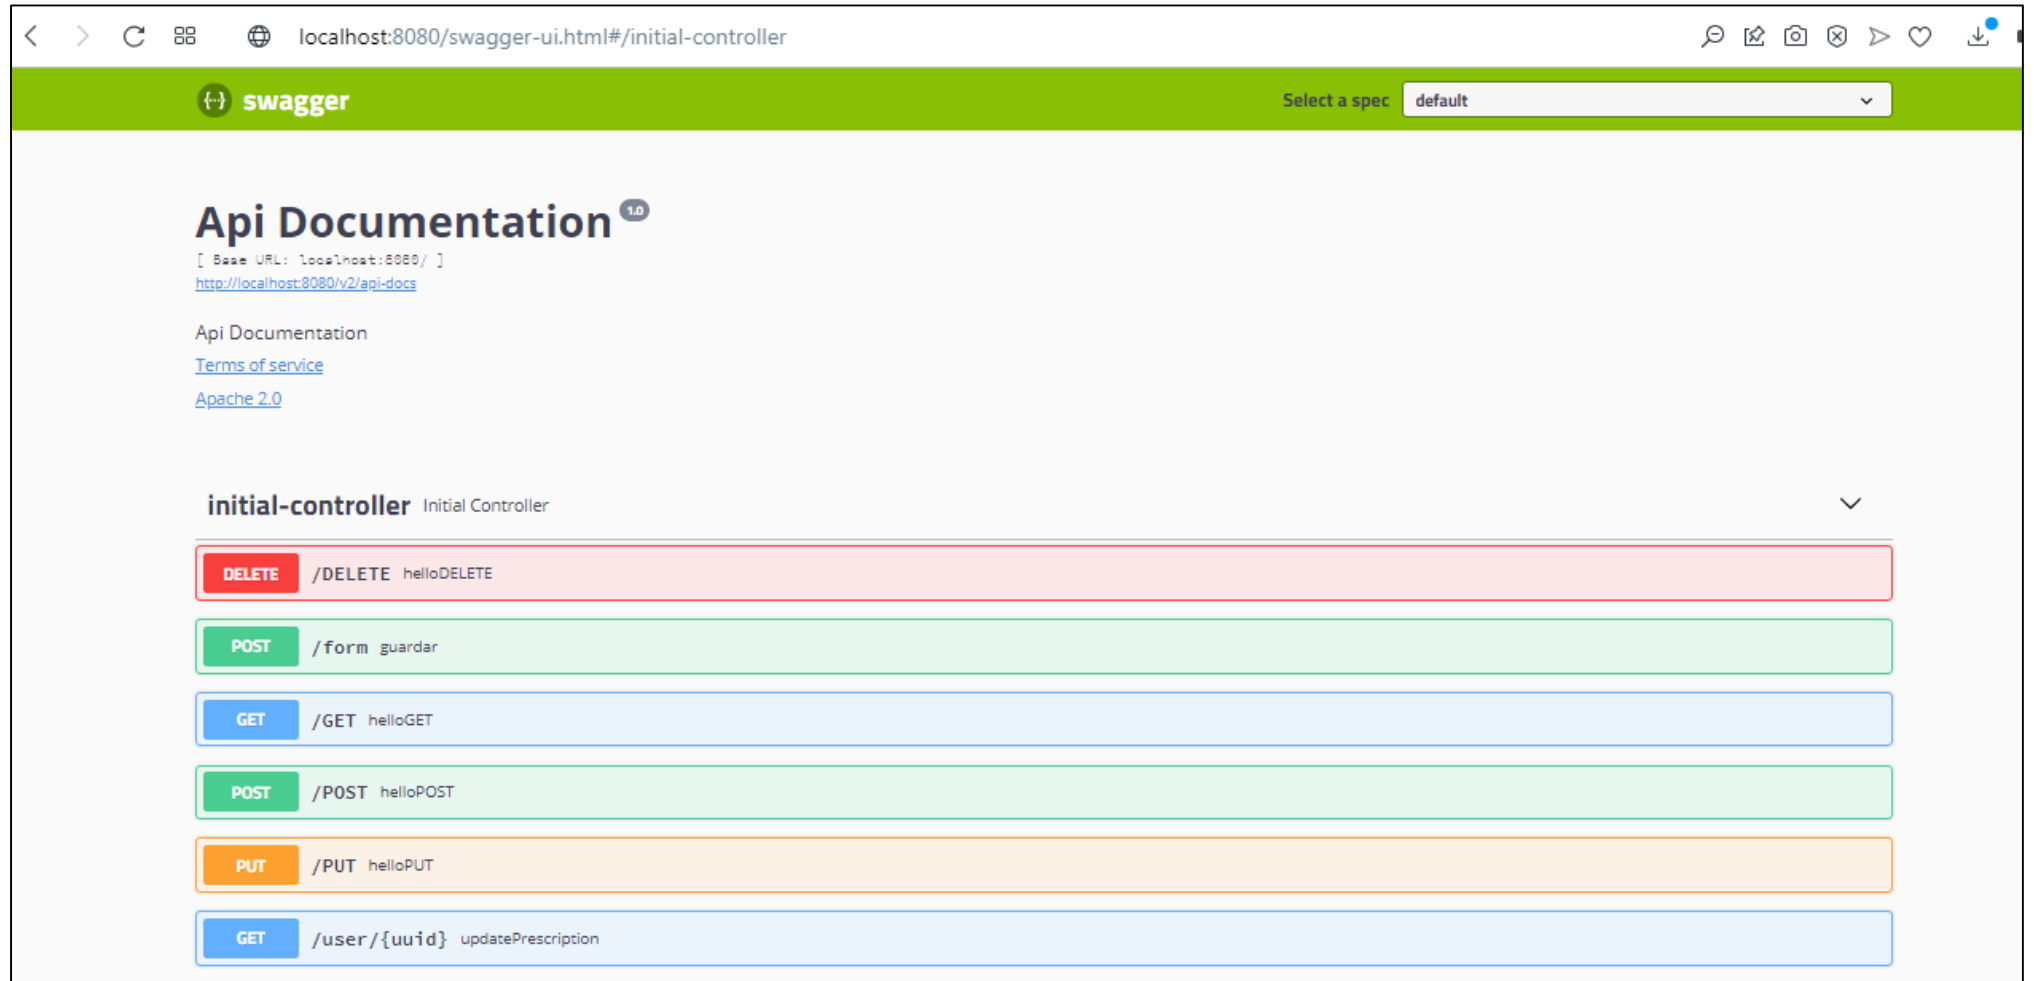 localhost:8080/swagger-ui.html#/initial-controller
{··} swagger Select a spec default
Api Documentation 1.0
[ Base URL: localhost:8080/ ]
http://localhost:8080/v2/api-docs
Api Documentation
Terms of service
Apache 2.0
initial-controller Initial Controller
DELETE /DELETE helloDELETE
POST /form guardar
GET /GET helloGET
POST /POST helloPOST
PUT /PUT helloPUT
GET /user/{uuid} updatePrescription